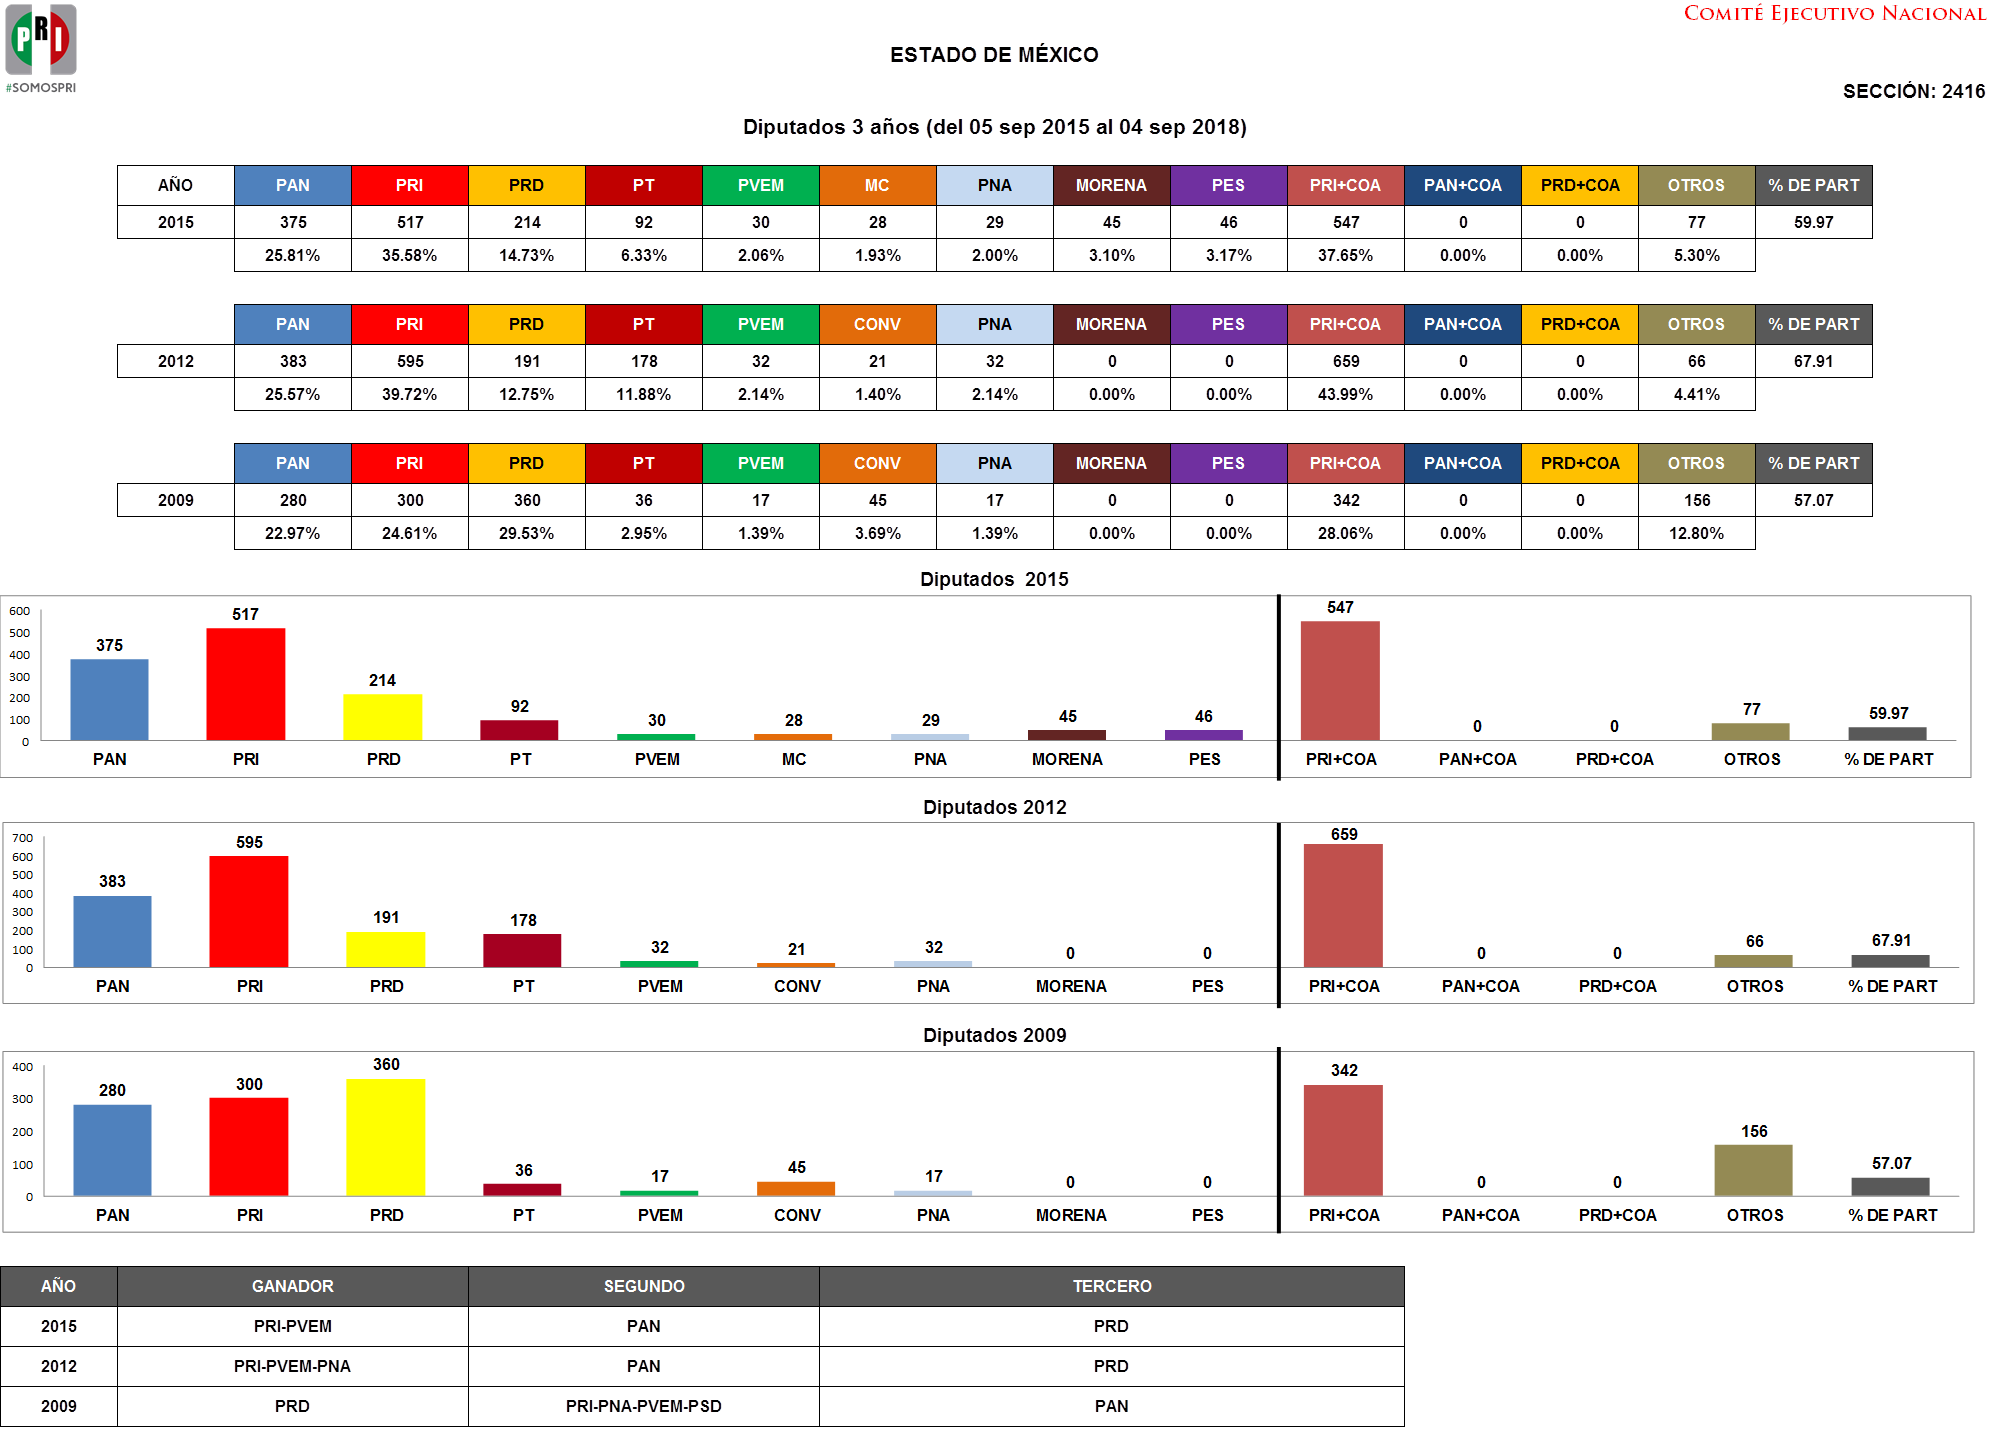 PRI
#SOMOSPRI
COMITÉ EJECUTIVO NACIONAL
ESTADO DE MÉXICO
SECCIÓN: 2416
Diputados 3 años (del 05 sep 2015 al 04 sep 2018)
AÑO PAN PRI PRD PT PVEM MC PNA MORENA PES PRI+COA PAN+COA PRD+COA OTROS % DE PART
2015 375 517 214 92 30 28 29 45 46 547 0 0 77 59.97
25.81% 35.58% 14.73% 6.33% 2.06% 1.93% 2.00% 3.10% 3.17% 37.65% 0.00% 0.00% 5.30%
PAN PRI PRD PT PVEM CONV PNA MORENA PES PRI+COA PAN+COA PRD+COA OTROS % DE PART
2012 383 595 191 178 32 21 32 0 0 659 0 0 66 67.91
25.57% 39.72% 12.75% 11.88% 2.14% 1.40% 2.14% 0.00% 0.00% 43.99% 0.00% 0.00% 4.41%
PAN PRI PRD PT PVEM CONV PNA MORENA PES PRI+COA PAN+COA PRD+COA OTROS % DE PART
2009 280 300 360 36 17 45 17 0 0 342 0 0 156 57.07
22.97% 24.61% 29.53% 2.95% 1.39% 3.69% 1.39% 0.00% 0.00% 28.06% 0.00% 0.00% 12.80%
Diputados 2015
600
500
400
300
200
100
0
375 517 214 92 30 28 29 45 46 547 0 0 77 59.97
PAN PRI PRD PT PVEM MC PNA MORENA PES PRI+COA PAN+COA PRD+COA OTROS % DE PART
Diputados 2012
700
600
500
400
300
200
100
0
383 595 191 178 32 21 32 0 0 659 0 0 66 67.91
PAN PRI PRD PT PVEM CONV PNA MORENA PES PRI+COA PAN+COA PRD+COA OTROS % DE PART
Diputados 2009
400
300
200
100
0
280 300 360 36 17 45 17 0 0 342 0 0 156 57.07
PAN PRI PRD PT PVEM CONV PNA MORENA PES PRI+COA PAN+COA PRD+COA OTROS % DE PART
AÑO GANADOR SEGUNDO TERCERO
2015 PRI-PVEM PAN PRD
2012 PRI-PVEM-PNA PAN PRD
2009 PRD PRI-PNA-PVEM-PSD PAN